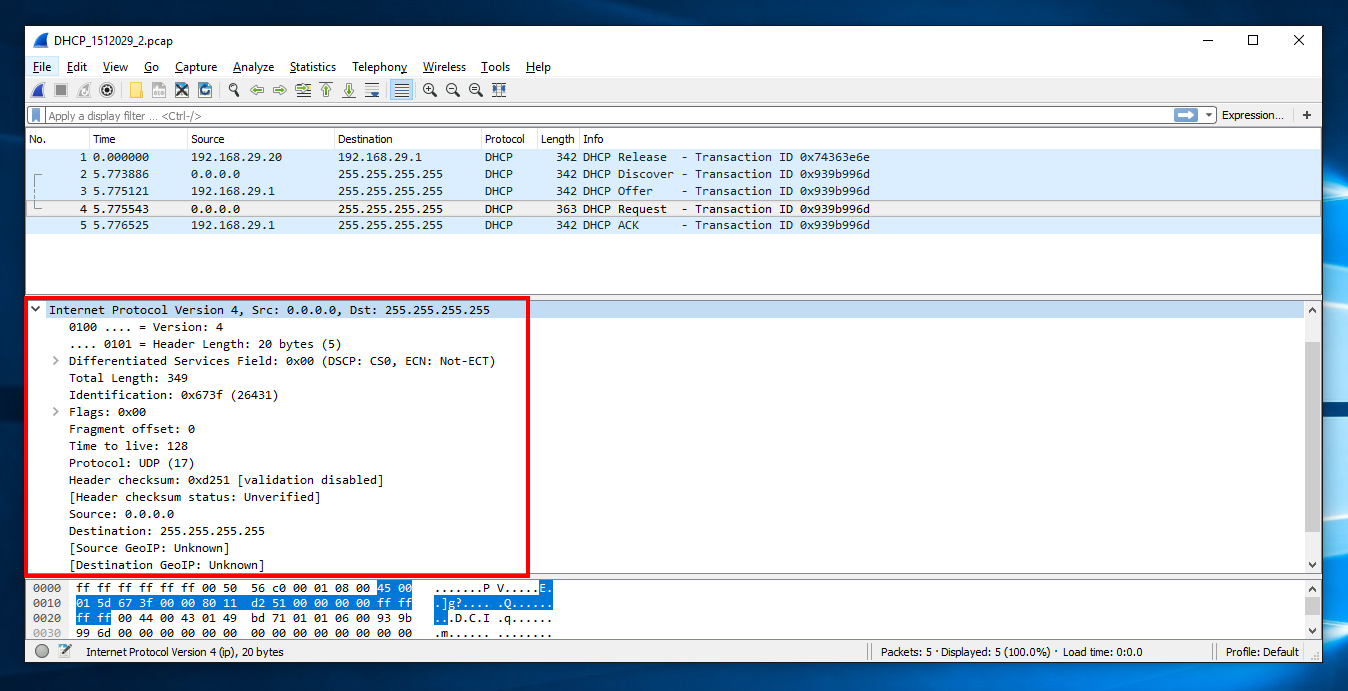 DHCP_1512029_2.pcap
File Edit View Go Capture Analyze Statistics Telephony Wireless Tools Help
Apply a display filter ... <Ctrl-/> Expression... +
No. Time Source Destination Protocol Length Info
1 0.000000 192.168.29.20 192.168.29.1 DHCP 342 DHCP Release - Transaction ID 0x74363e6e
2 5.773886 0.0.0.0 255.255.255.255 DHCP 342 DHCP Discover - Transaction ID 0x939b996d
3 5.775121 192.168.29.1 255.255.255.255 DHCP 342 DHCP Offer - Transaction ID 0x939b996d
4 5.775543 0.0.0.0 255.255.255.255 DHCP 363 DHCP Request - Transaction ID 0x939b996d
5 5.776525 192.168.29.1 255.255.255.255 DHCP 342 DHCP ACK - Transaction ID 0x939b996d
Internet Protocol Version 4, Src: 0.0.0.0, Dst: 255.255.255.255
0100 .... = Version: 4
.... 0101 = Header Length: 20 bytes (5)
Differentiated Services Field: 0x00 (DSCP: CS0, ECN: Not-ECT)
Total Length: 349
Identification: 0x673f (26431)
Flags: 0x00
Fragment offset: 0
Time to live: 128
Protocol: UDP (17)
Header checksum: 0xd251 [validation disabled]
[Header checksum status: Unverified]
Source: 0.0.0.0
Destination: 255.255.255.255
[Source GeoIP: Unknown]
[Destination GeoIP: Unknown]
0000 ff ff ff ff ff ff 00 50 56 c0 00 01 08 00 45 00 .......P V.....E.
0010 01 5d 67 3f 00 00 80 11 d2 51 00 00 00 00 ff ff .]g?.... .Q......
0020 ff ff 00 44 00 43 01 49 bd 71 01 01 06 00 93 9b ...D.C.I .q......
0030 99 6d 00 00 00 00 00 00 00 00 00 00 00 00 00 00 .m...... ........
Internet Protocol Version 4 (ip), 20 bytes Packets: 5 · Displayed: 5 (100.0%) · Load time: 0:0.0 Profile: Default